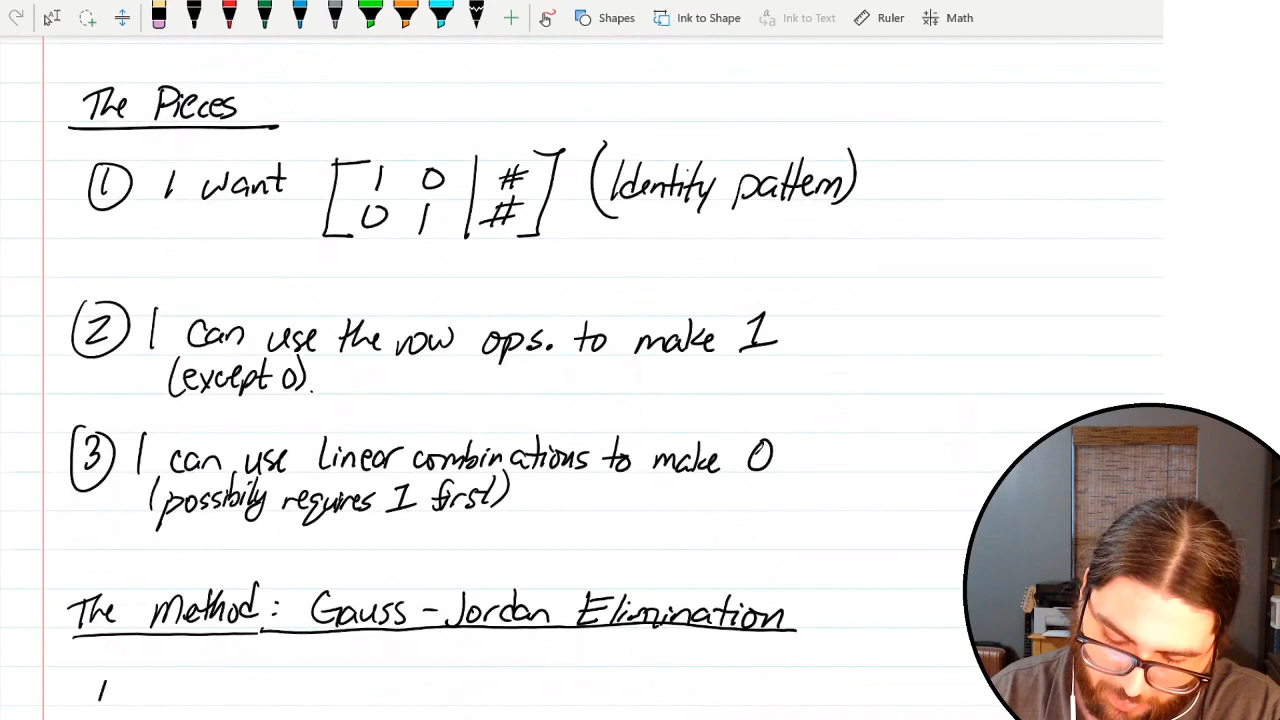 Shapes Ink to Shape Ink to Text Ruler Math
The Pieces
① I want [ 1 0 | # ] (Identity pattern)
[ 0 1 | # ]
② I can use the row ops. to make 1
(except 0).
③ I can use linear combinations to make 0
(possibily requires 1 first)
The Method: Gauss-Jordan Elimination
1